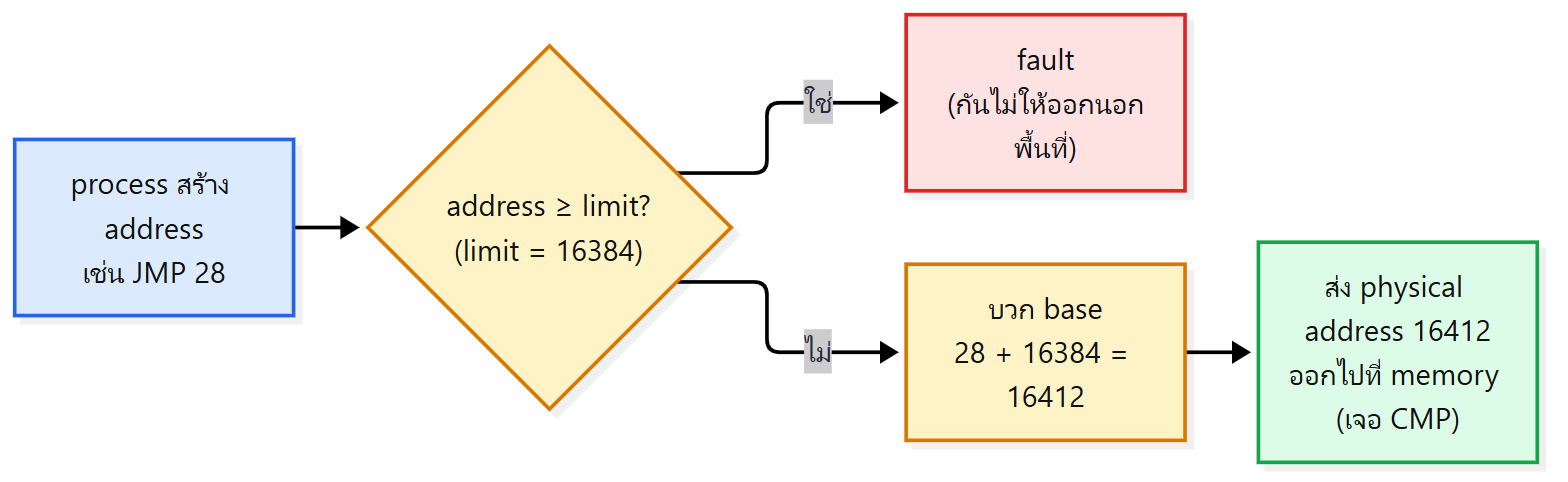 process สร้าง
address
เช่น JMP 28
address ≥ limit?
(limit = 16384)
ใช่
fault
(กันไม่ให้ออกนอก
พื้นที่)
ไม่
บวก base
28 + 16384 =
16412
ส่ง physical
address 16412
ออกไปที่ memory
(เจอ CMP)